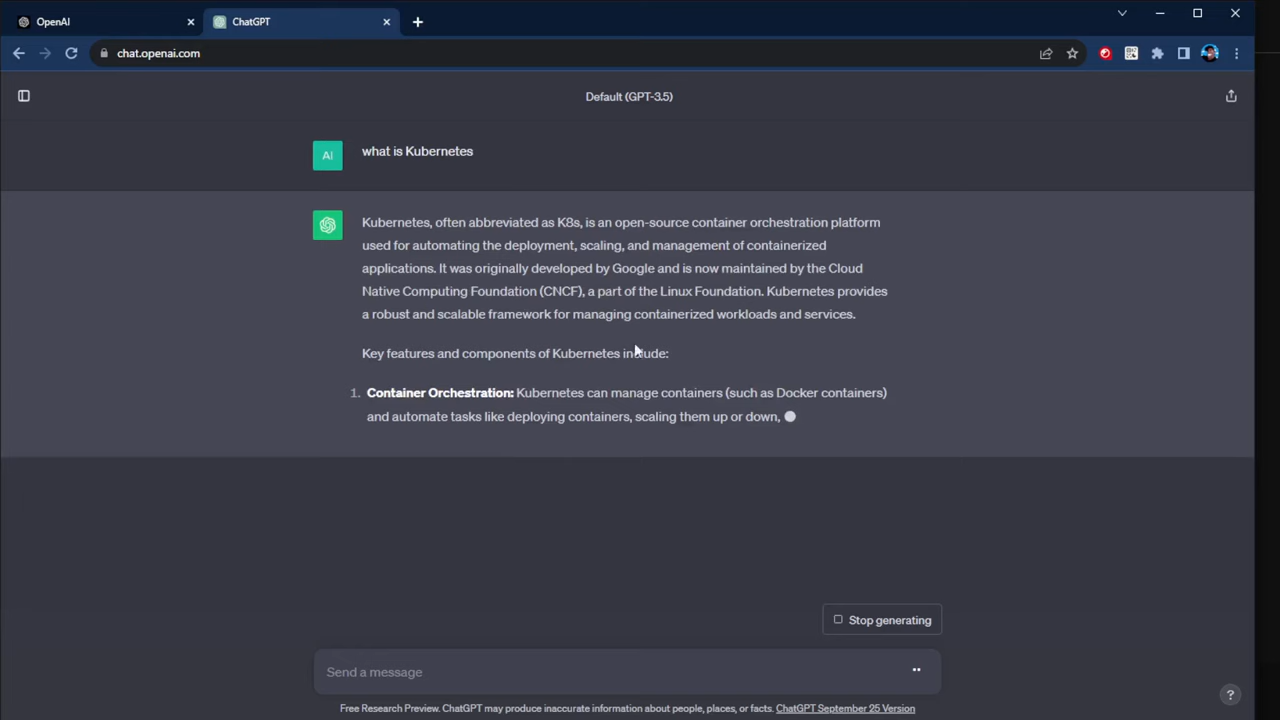 OpenAI
ChatGPT
chat.openai.com
Default (GPT-3.5)
AI
what is Kubernetes
Kubernetes, often abbreviated as K8s, is an open-source container orchestration platform
used for automating the deployment, scaling, and management of containerized
applications. It was originally developed by Google and is now maintained by the Cloud
Native Computing Foundation (CNCF), a part of the Linux Foundation. Kubernetes provides
a robust and scalable framework for managing containerized workloads and services.
Key features and components of Kubernetes include:
1. Container Orchestration: Kubernetes can manage containers (such as Docker containers)
and automate tasks like deploying containers, scaling them up or down,
Stop generating
Send a message
Free Research Preview. ChatGPT may produce inaccurate information about people, places, or facts. ChatGPT September 25 Version
?